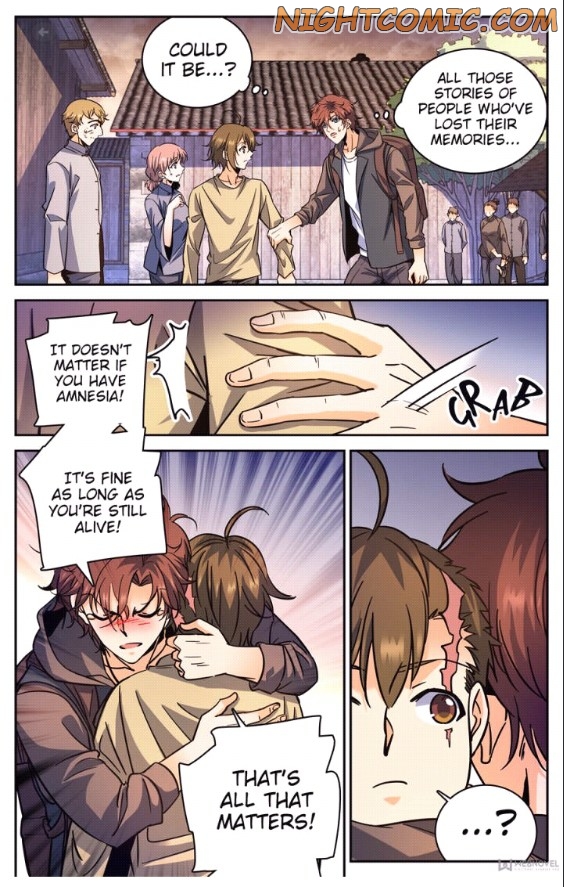 NIGHTCOMIC.COM
COULD
IT BE...?
ALL THOSE
STORIES OF
PEOPLE WHO'VE
LOST THEIR
MEMORIES...
IT DOESN'T
MATTER IF
YOU HAVE
AMNESIA!
GRAB
IT'S FINE
AS LONG AS
YOU'RE STILL
ALIVE!
THAT'S
ALL THAT
MATTERS!
...?
WEBNOVEL